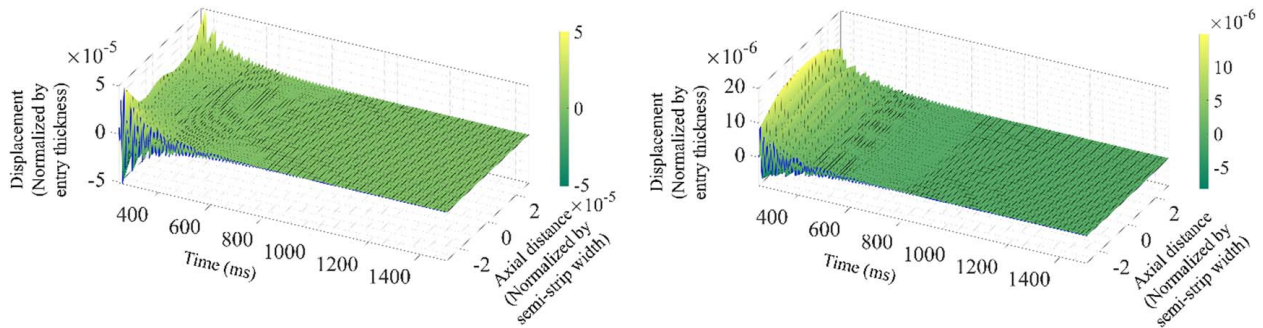 ×10⁻⁵
5
0
-5
Displacement
(Normalized by
entry thickness)
400
600
800
1000
1200
1400
Time (ms)
-2
0
2
Axial distance
(Normalized by
semi-strip width)
5
0
-5
×10⁻⁵
×10⁻⁶
20
10
0
Displacement
(Normalized by
entry thickness)
400
600
800
1000
1200
1400
Time (ms)
-2
0
2
Axial distance
(Normalized by
semi-strip width)
×10⁻⁶
10
5
0
-5